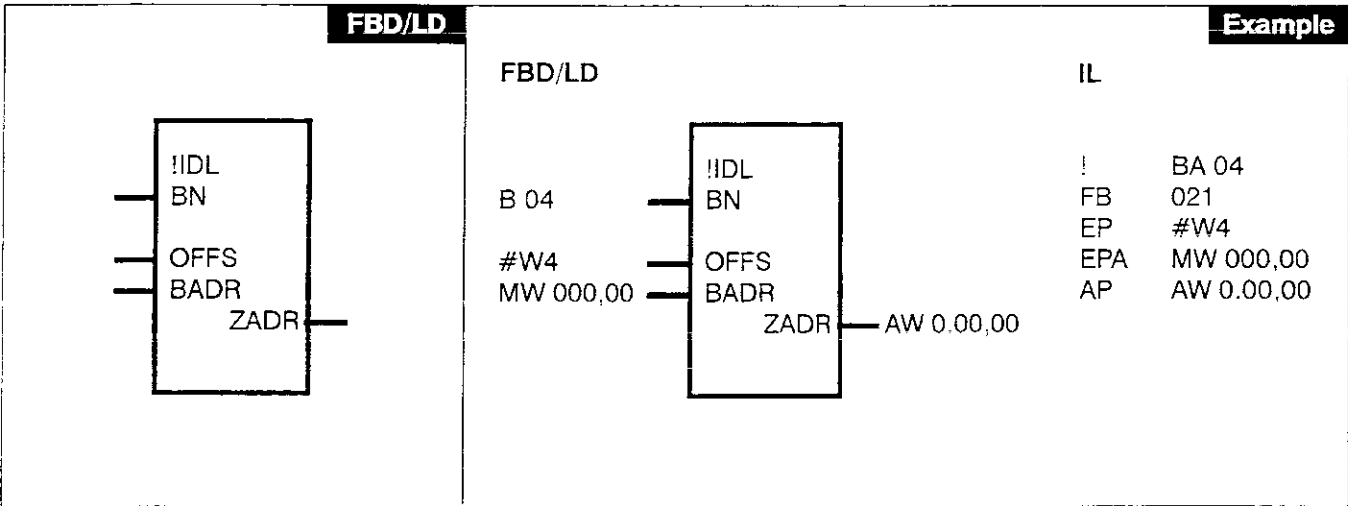 FBD/LD
!IDL
BN
OFFS
BADR
ZADR
Example
FBD/LD
B 04
#W4
MW 000,00
!IDL
BN
OFFS
BADR
ZADR
AW 0.00,00
IL
! BA 04
FB 021
EP #W4
EPA MW 000,00
AP AW 0.00,00